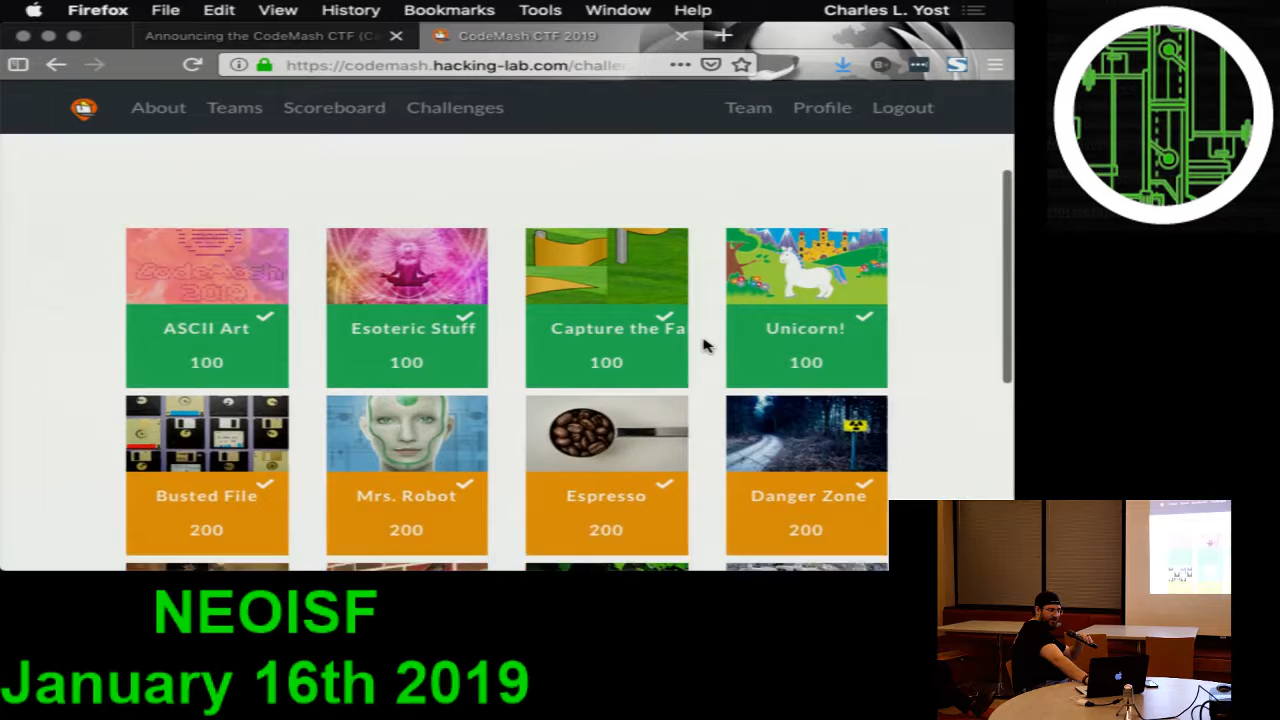 Firefox File Edit View History Bookmarks Tools Window Help Charles L. Yost
Announcing the CodeMash CTF (Ca
CodeMash CTF 2019
https://codemash.hacking-lab.com/challe
About Teams Scoreboard Challenges Team Profile Logout
CodeMash
2019
ASCII Art
100
Esoteric Stuff
100
Capture the Fa
100
Unicorn!
100
Busted File
200
Mrs. Robot
200
Espresso
200
Danger Zone
200
NEOISF
January 16th 2019